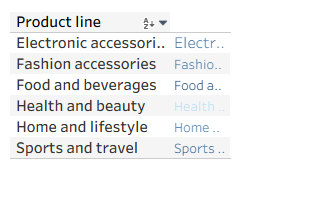 Product line
Electronic accessori.. Electr..
Fashion accessories Fashio..
Food and beverages Food a..
Health and beauty Health ..
Home and lifestyle Home ..
Sports and travel Sports ..